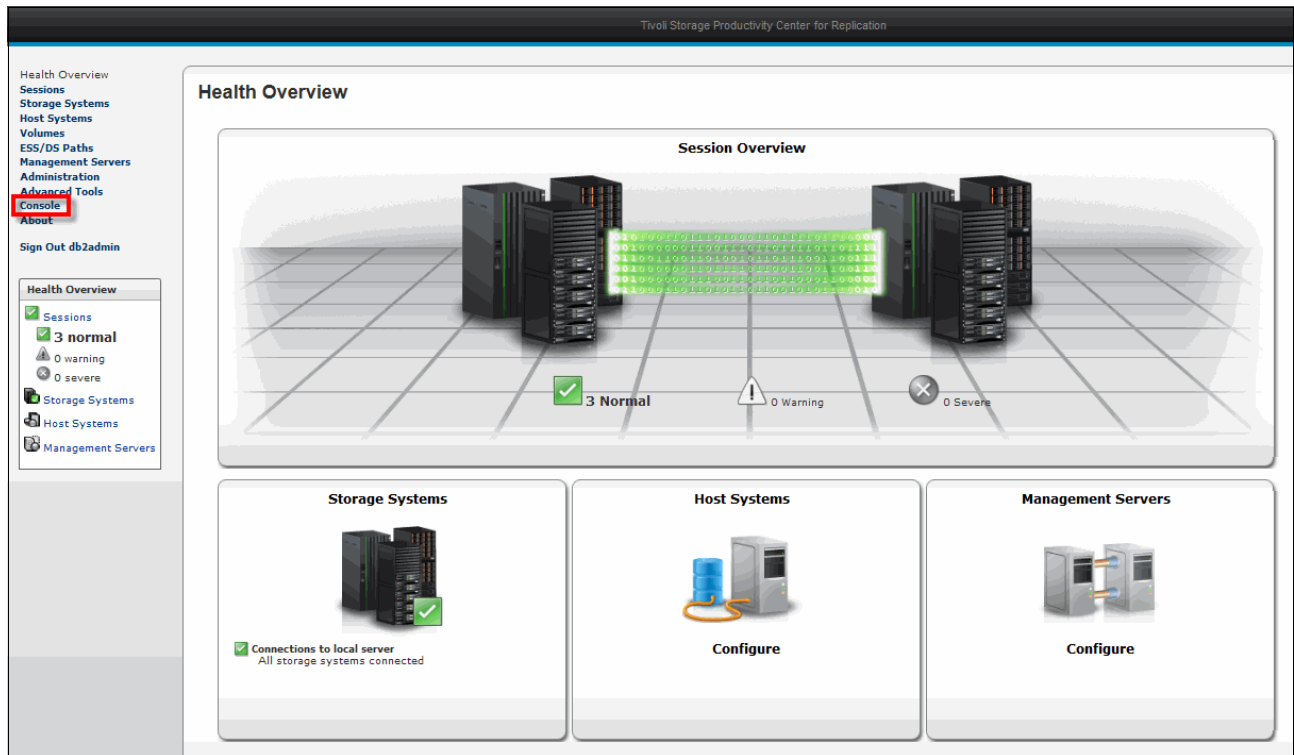 Tivoli Storage Productivity Center for Replication
Health Overview
Sessions
Storage Systems
Host Systems
Volumes
ESS/DS Paths
Management Servers
Administration
Advanced Tools
Console
About
Sign Out db2admin
Health Overview
Sessions
3 normal
0 warning
0 severe
Storage Systems
Host Systems
Management Servers
Health Overview
Session Overview
3 Normal
0 Warning
0 Severe
Storage Systems
Connections to local server
All storage systems connected
Host Systems
Configure
Management Servers
Configure